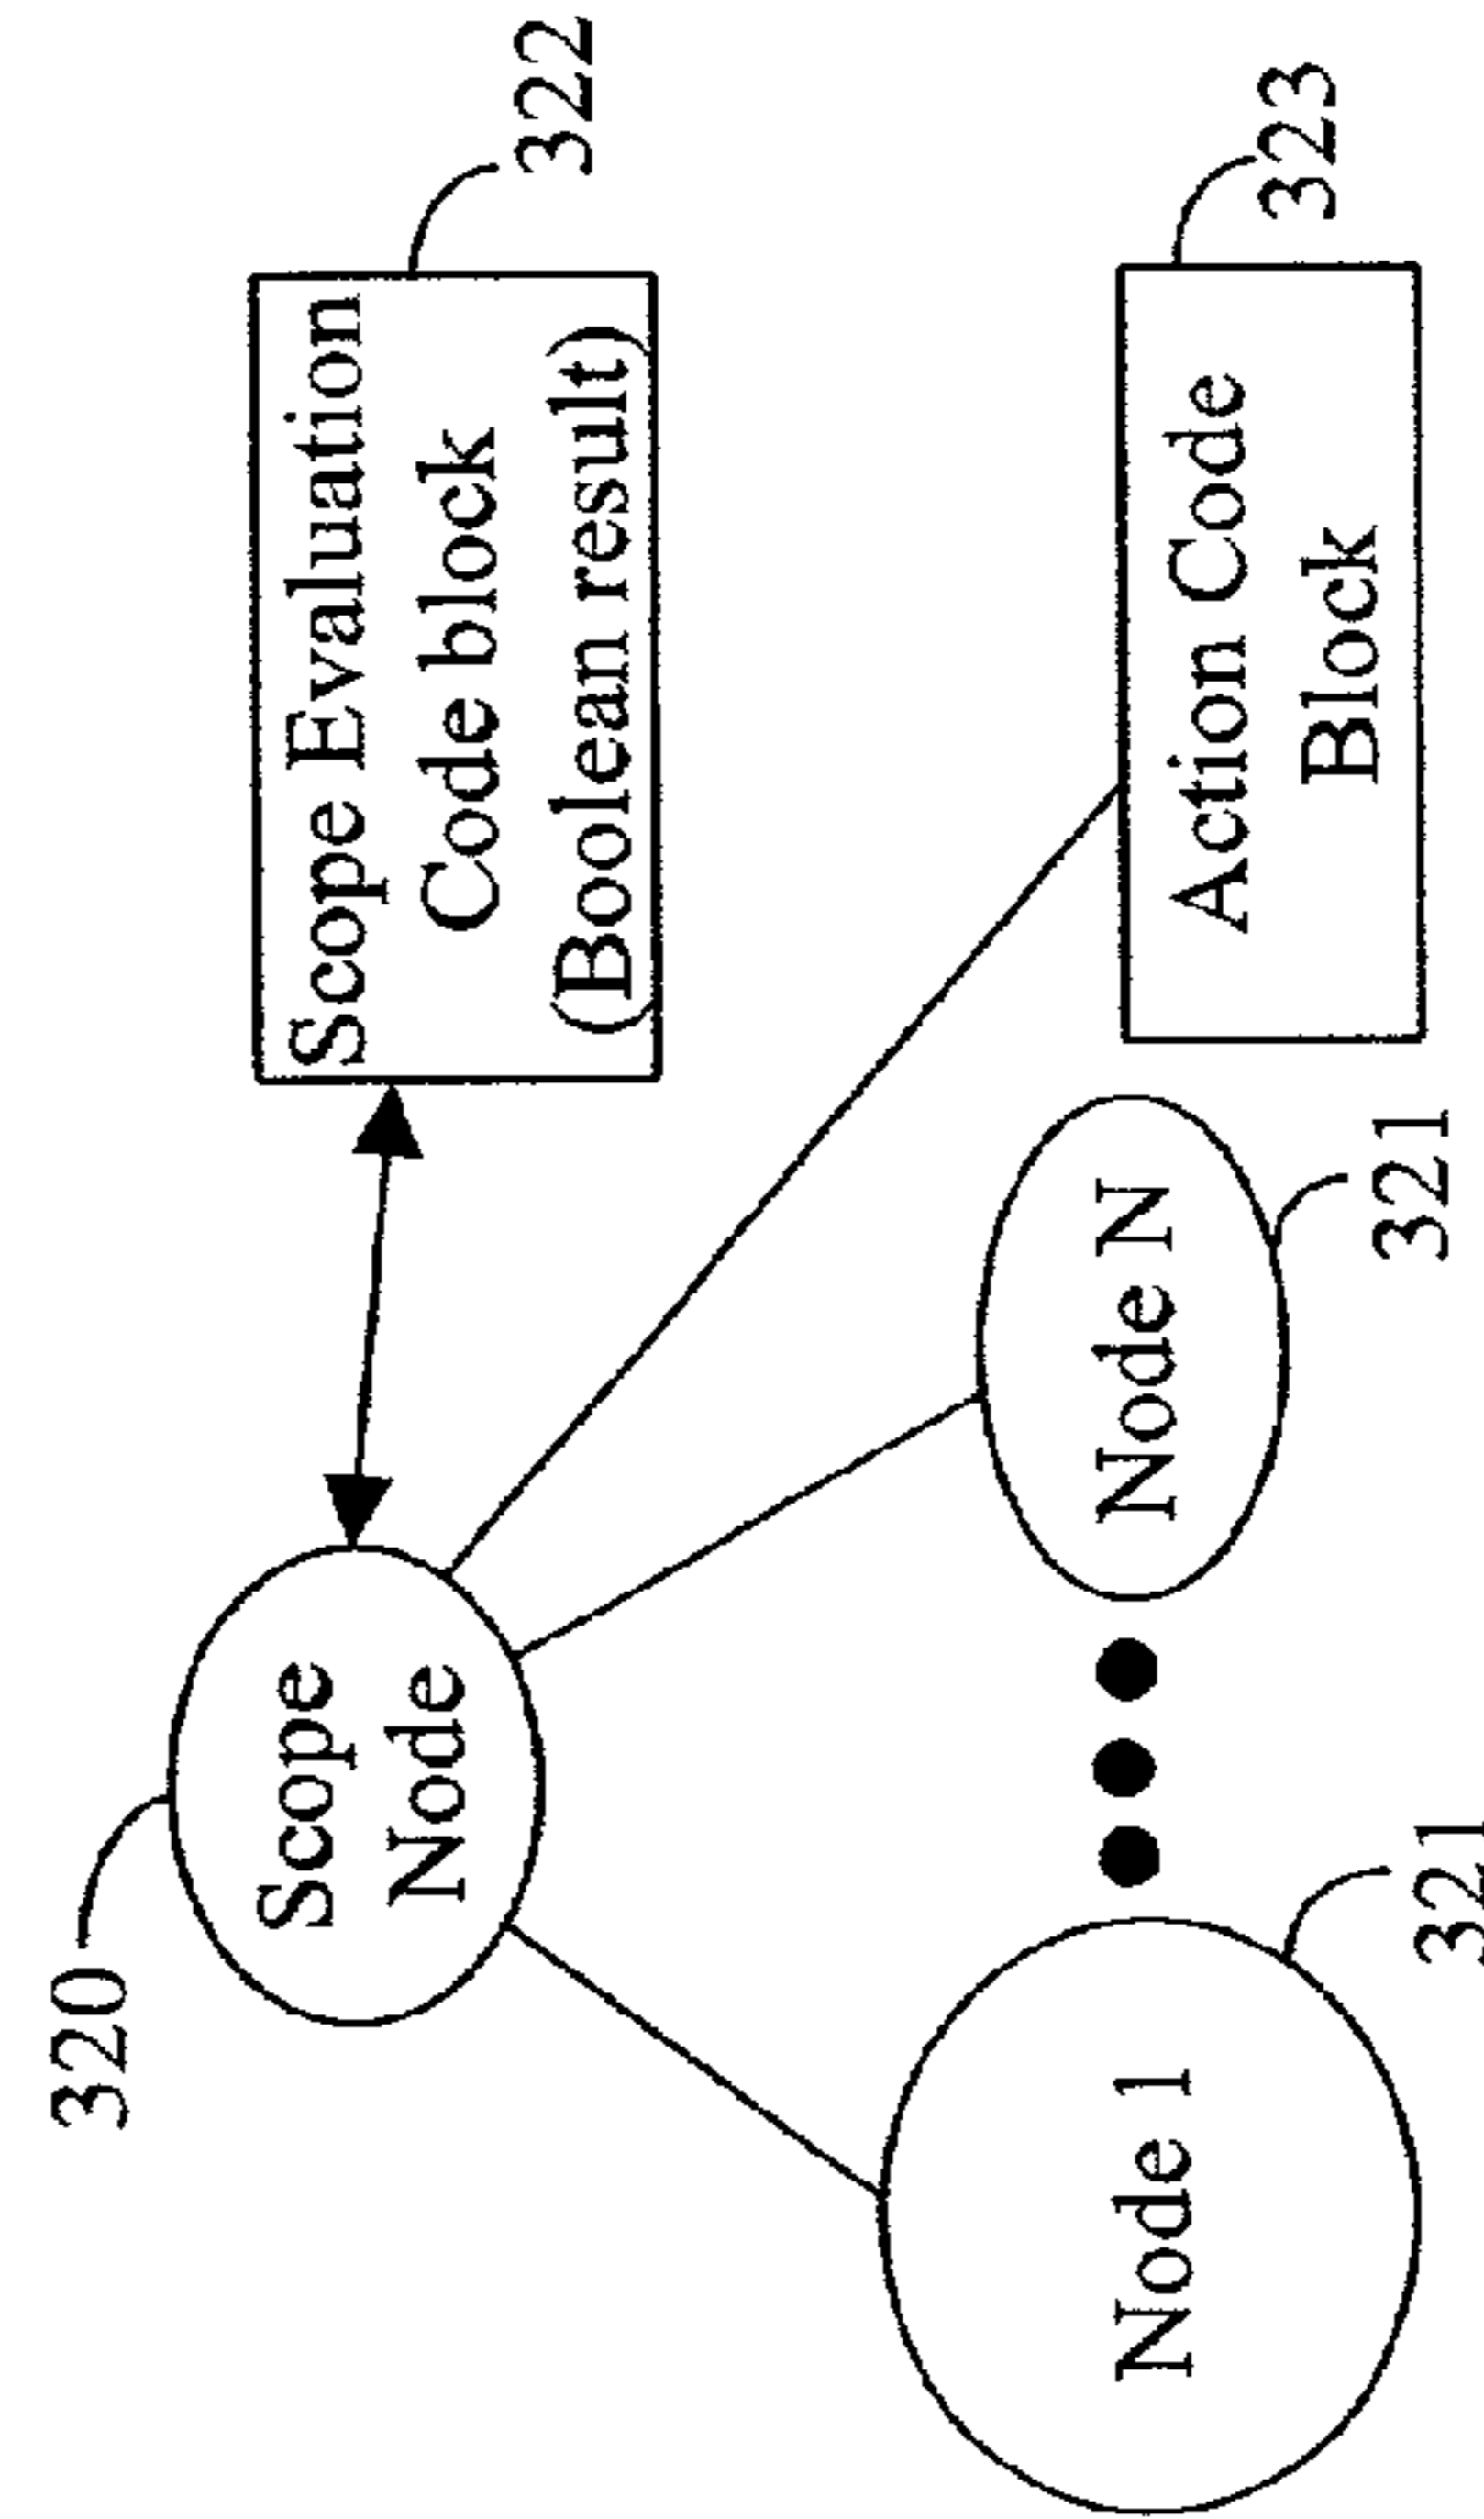 320
Scope
Node
Scope Evaluation
Code block
(Boolean result)
322
Node 1
321
Node N
321
Action Code
Block
323